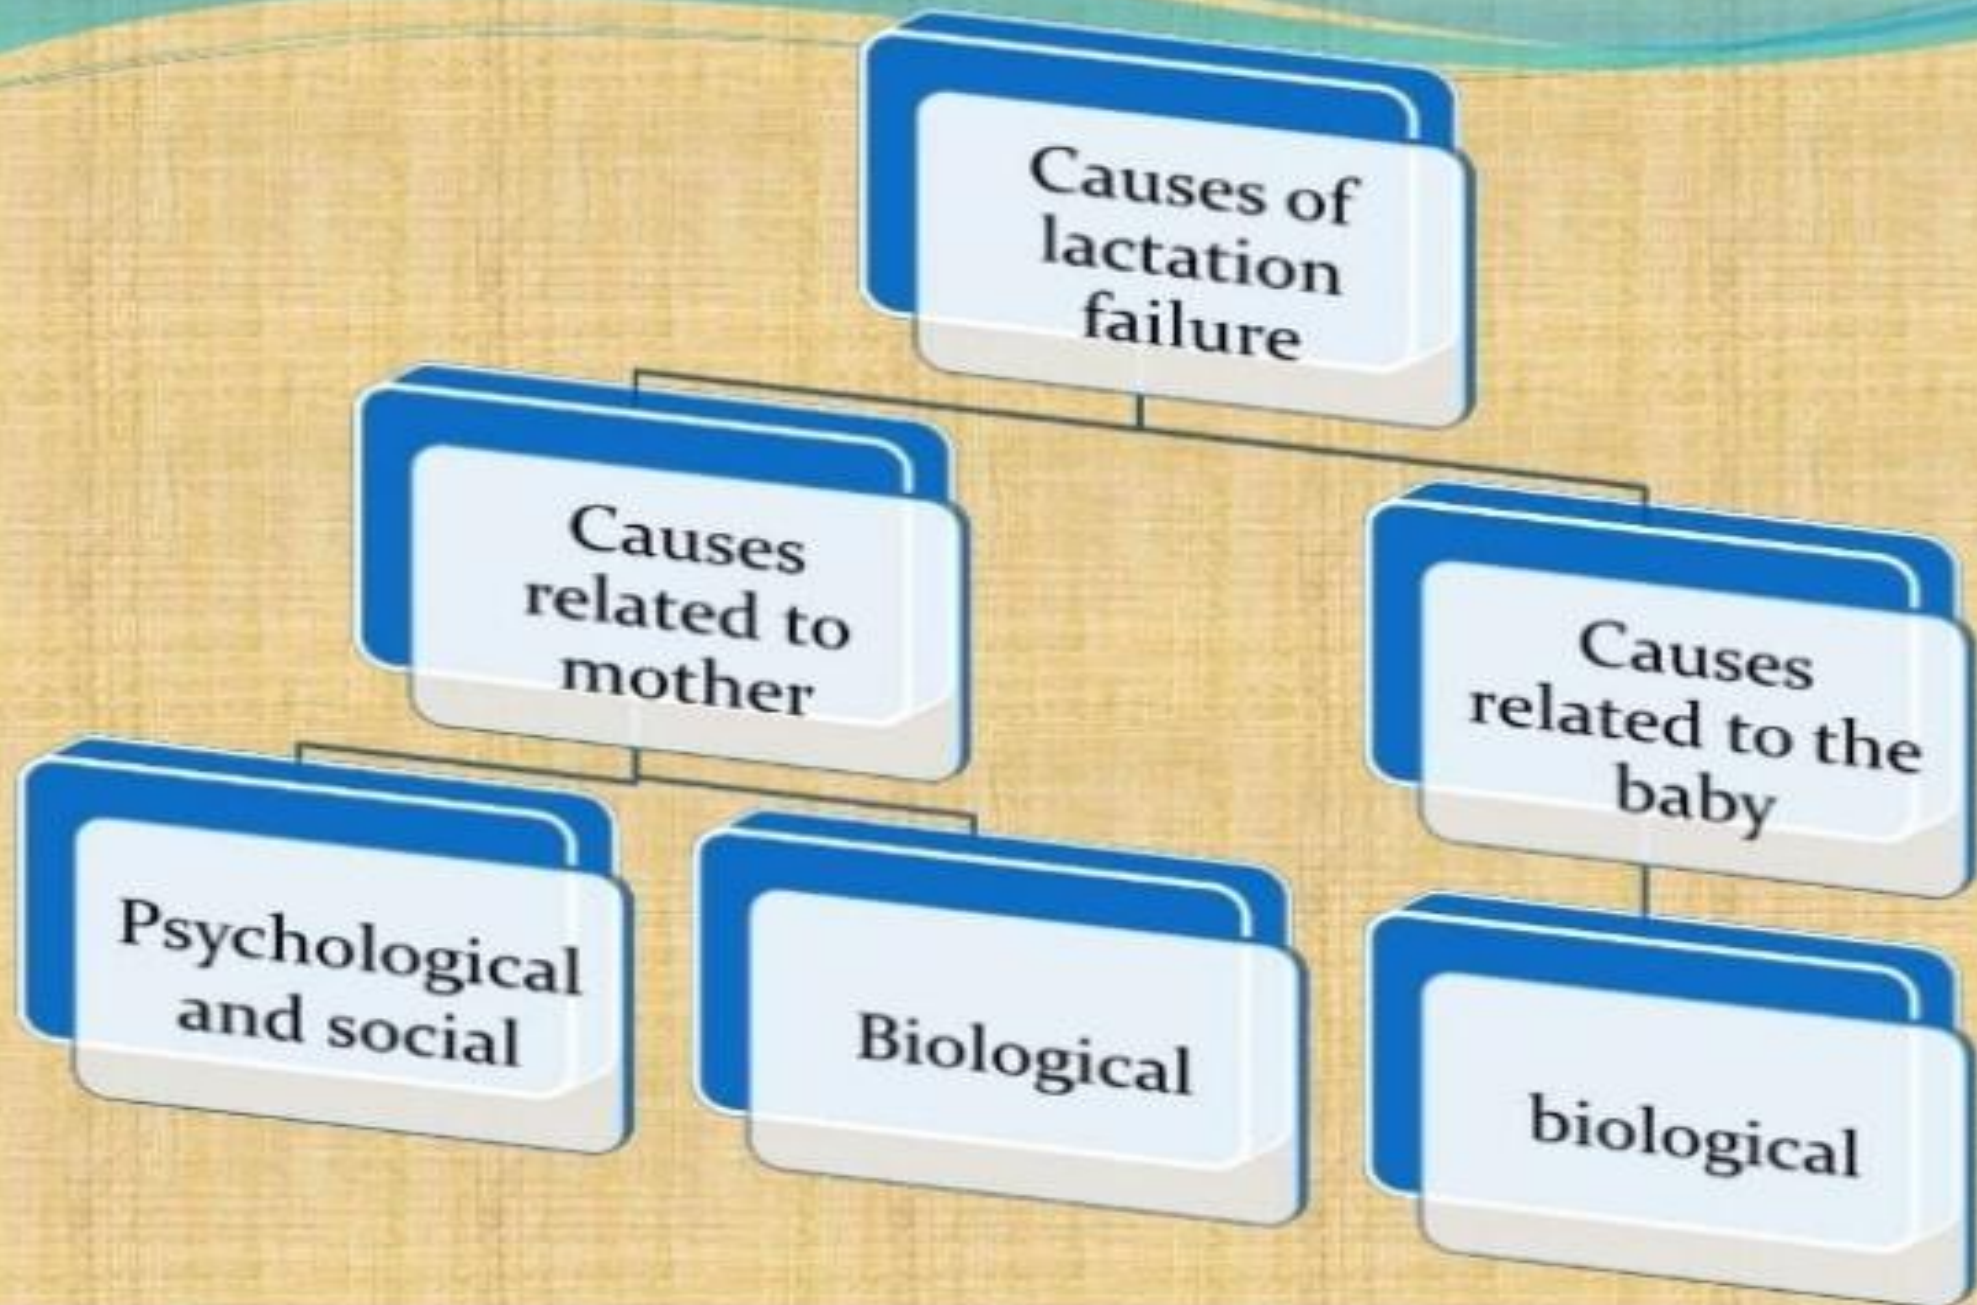 Causes of
lactation
failure
Causes
related to
mother
Causes
related to the
baby
Psychological
and social
Biological
biological